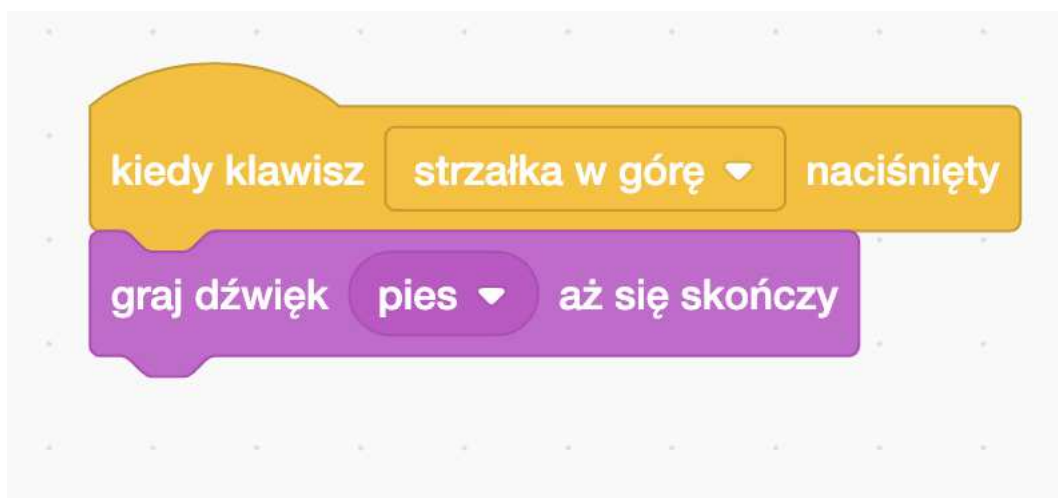 kiedy klawisz strzałka w górę naciśnięty
graj dźwięk pies aż się skończy